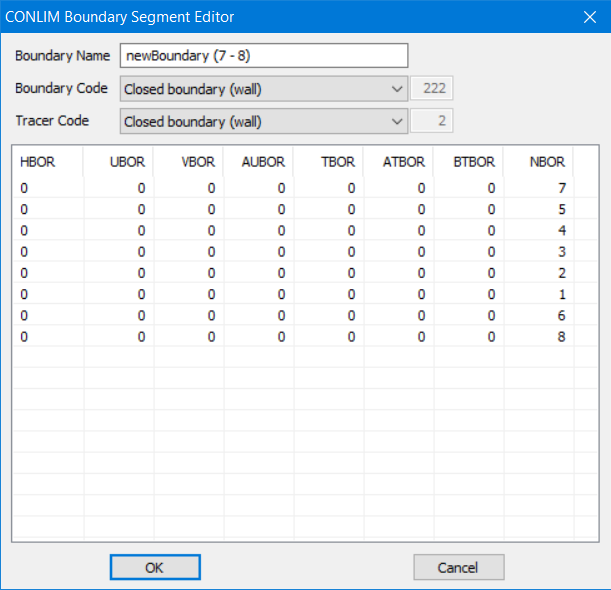 CONLIM Boundary Segment Editor
Boundary Name newBoundary (7 - 8)
Boundary Code Closed boundary (wall) 222
Tracer Code Closed boundary (wall) 2
HBOR UBOR VBOR AUBOR TBOR ATBOR BTBOR NBOR
0 0 0 0 0 0 0 7
0 0 0 0 0 0 0 5
0 0 0 0 0 0 0 4
0 0 0 0 0 0 0 3
0 0 0 0 0 0 0 2
0 0 0 0 0 0 0 1
0 0 0 0 0 0 0 6
0 0 0 0 0 0 0 8
OK Cancel